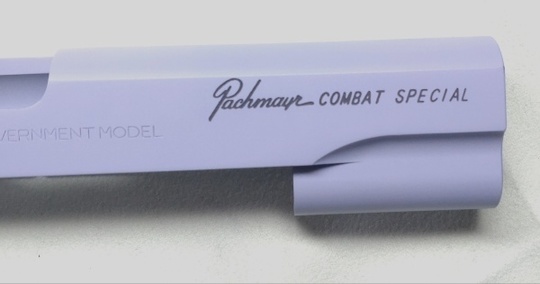 Pachmayr COMBAT SPECIAL
VERNMENT MODEL